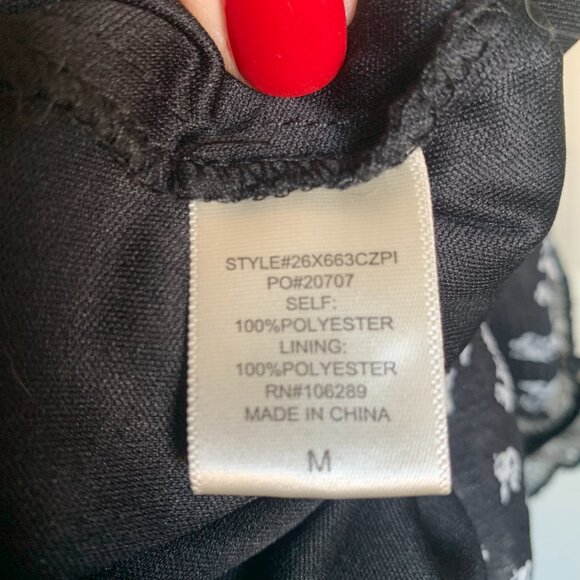 STYLE#26X663CZPI
PO#20707
SELF:
100%POLYESTER
LINING:
100%POLYESTER
RN#106289
MADE IN CHINA
M